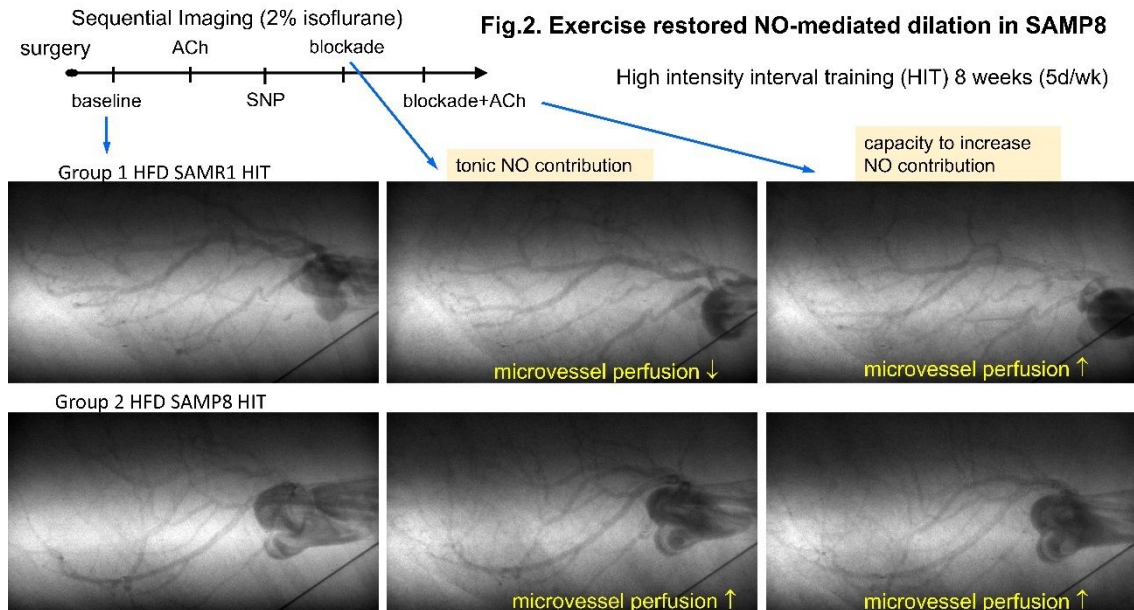 Sequential Imaging (2% isoflurane)
Fig.2. Exercise restored NO-mediated dilation in SAMP8
surgery
ACh
blockade
baseline
SNP
blockade+ACh
High intensity interval training (HIT) 8 weeks (5d/wk)
tonic NO contribution
capacity to increase
NO contribution
Group 1 HFD SAMR1 HIT
microvessel perfusion ↓
microvessel perfusion ↑
Group 2 HFD SAMP8 HIT
microvessel perfusion ↑
microvessel perfusion ↑